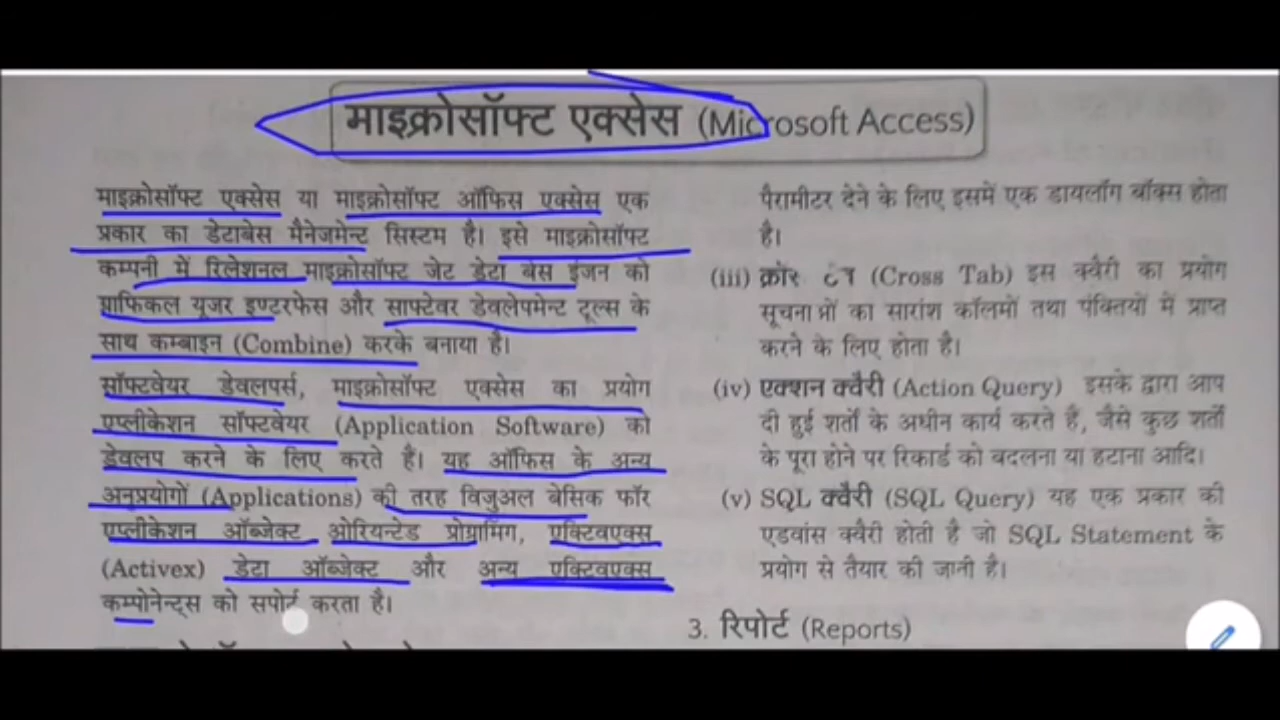 माइक्रोसॉफ्ट एक्सेस (Microsoft Access)
माइक्रोसॉफ्ट एक्सेस या माइक्रोसॉफ्ट ऑफिस एक्सेस एक
प्रकार का डेटाबेस मैनेजमेन्ट सिस्टम है। इसे माइक्रोसॉफ्ट
कम्पनी में रिलेशनल माइक्रोसॉफ्ट जेट डेटा बेस इंजन को
ग्राफिकल यूजर इण्टरफेस और साफ्टेवर डेवलेपमेन्ट टूल्स के
साथ कम्बाइन (Combine) करके बनाया है।
सॉफ्टवेयर डेवलपर्स, माइक्रोसॉफ्ट एक्सेस का प्रयोग
एप्लीकेशन सॉफ्टवेयर (Application Software) को
डेवलप करने के लिए करते हैं। यह ऑफिस के अन्य
अनुप्रयोगों (Applications) की तरह विजुअल बेसिक फॉर
एप्लीकेशन ऑब्जेक्ट ओरियन्टेड प्रोग्रामिंग, एक्टिवएक्स
(Activex) डेटा ऑब्जेक्ट और अन्य एक्टिवएक्स
कम्पोनेन्ट्स को सपोर्ट करता है।
पैरामीटर देने के लिए इसमें एक डायलॉग बॉक्स होता
है।
(iii) क्रॉस टैब (Cross Tab) इस क्वैरी का प्रयोग
सूचनाओं का सारांश कॉलमों तथा पंक्तियों में प्राप्त
करने के लिए होता है।
(iv) एक्शन क्वैरी (Action Query) इसके द्वारा आप
दी हुई शर्तों के अधीन कार्य करते हैं, जैसे कुछ शर्तों
के पूरा होने पर रिकार्ड को बदलना या हटाना आदि।
(v) SQL क्वैरी (SQL Query) यह एक प्रकार की
एडवांस क्वैरी होती है जो SQL Statement के
प्रयोग से तैयार की जानी है।
3. रिपोर्ट (Reports)